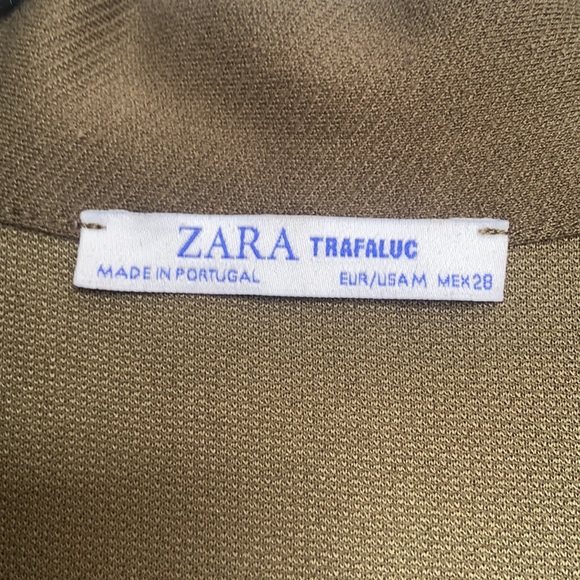 ZARA TRAFALUC
MADE IN PORTUGAL EUR/USA M MEX 28